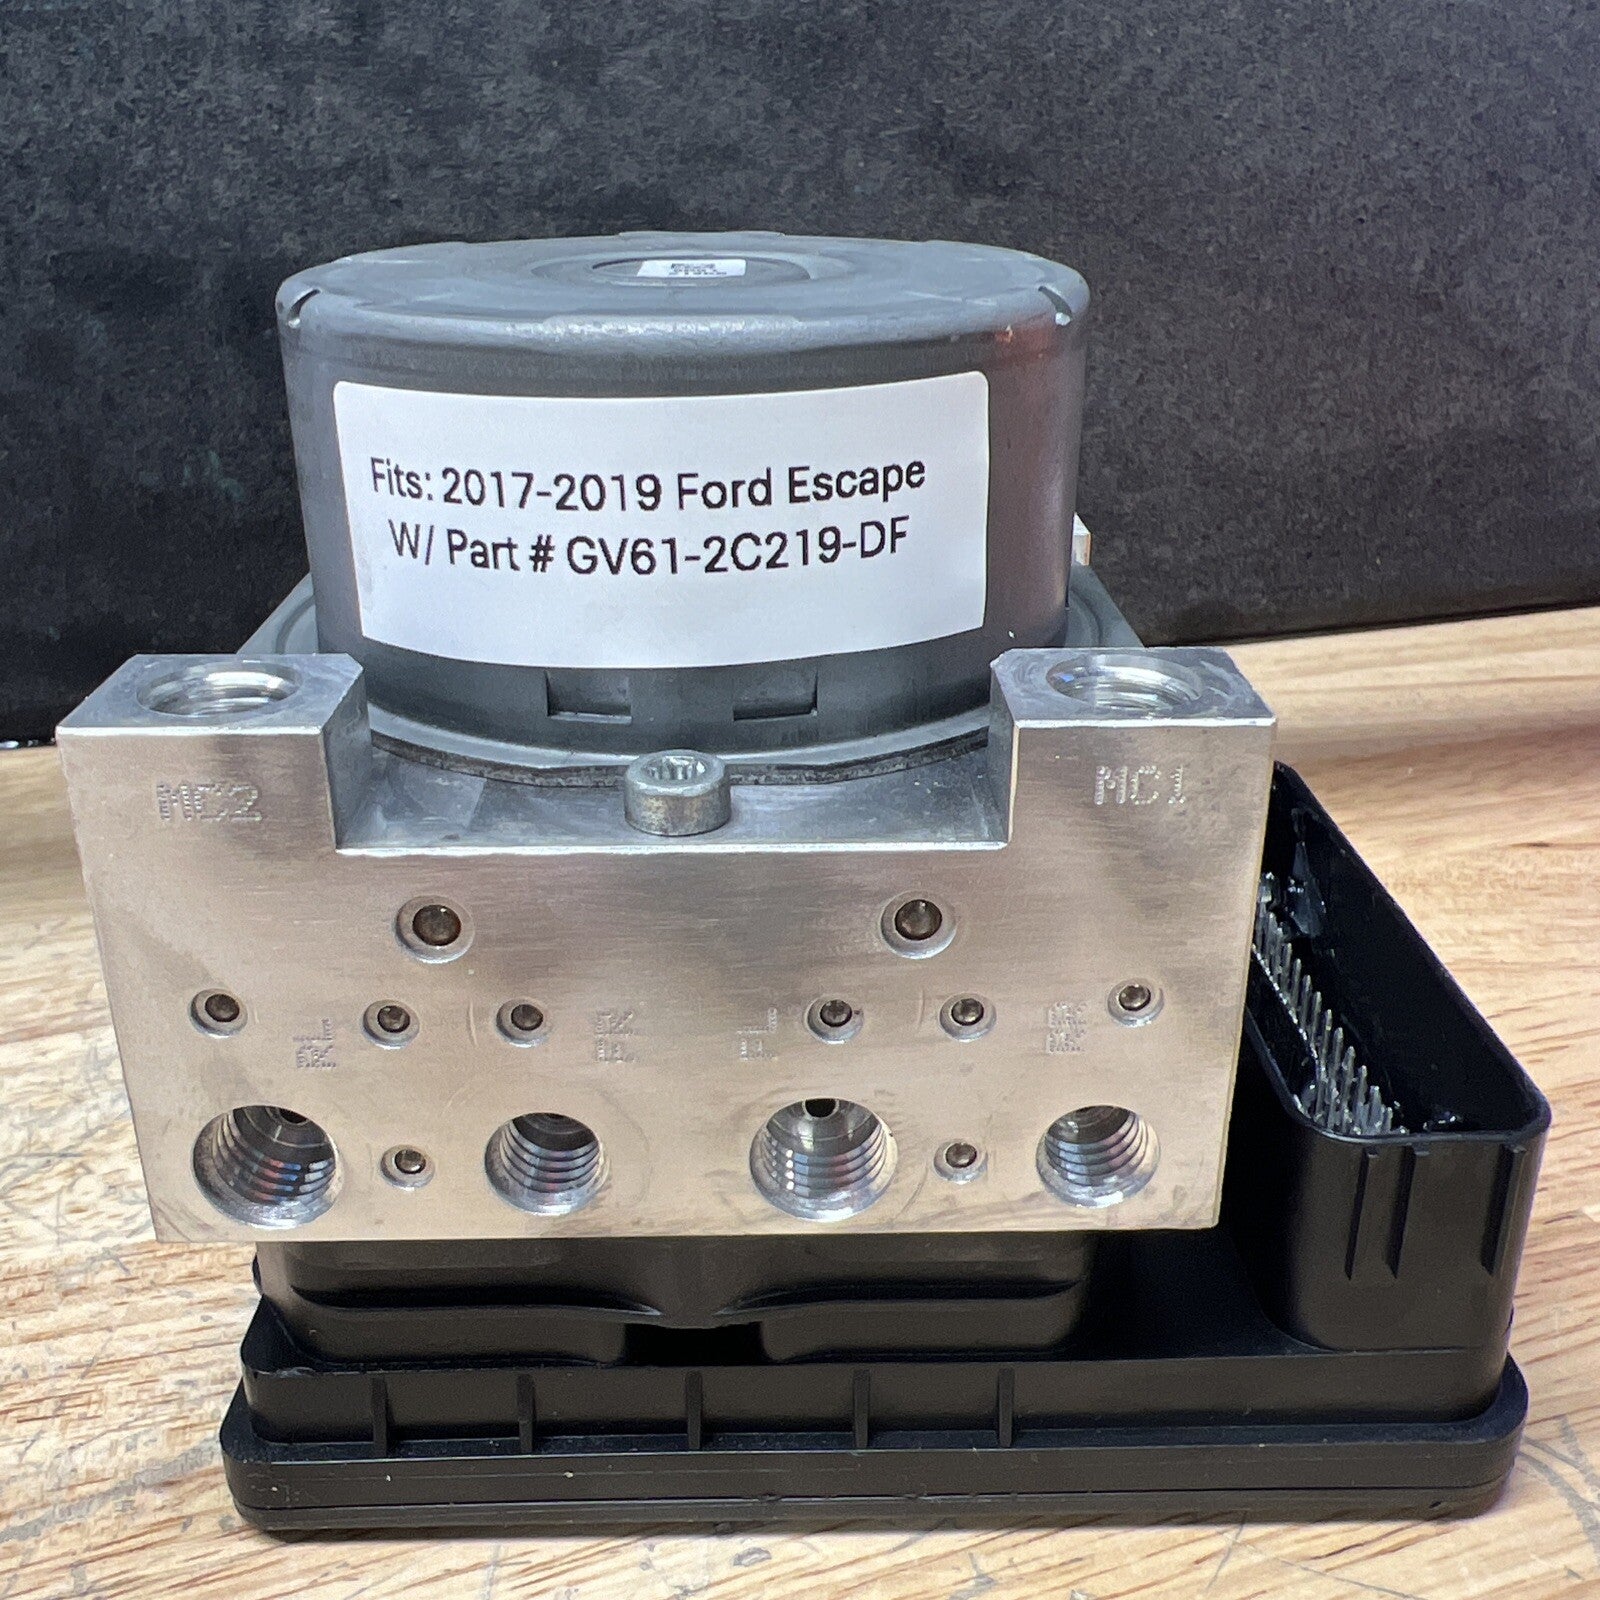 Fits: 2017-2019 Ford Escape
W/ Part # GV61-2C219-DF
MC2
MC1